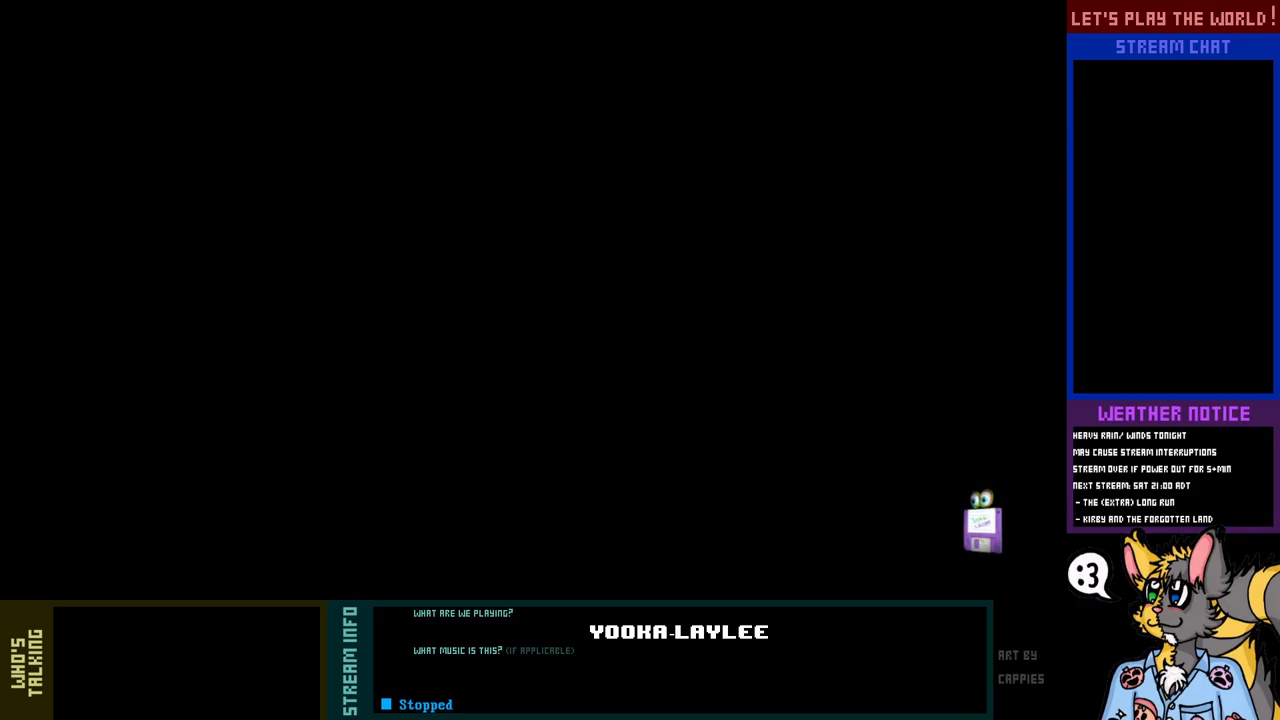 LET'S PLAY THE WORLD!
STREAM CHAT
WEATHER NOTICE
HEAVY RAIN/ WINDS TONIGHT
MAY CAUSE STREAM INTERRUPTIONS
STREAM OVER IF POWER OUT FOR 5+MIN
NEXT STREAM: SAT 21:00 ADT
- THE (EXTRA) LONG RUN
- KIRBY AND THE FORGOTTEN LAND
:3
WHO'S
TALKING
STREAM INFO
WHAT ARE WE PLAYING?
YOOKA-LAYLEE
WHAT MUSIC IS THIS? (IF APPLICABLE)
Stopped
ART BY
CAPPIES